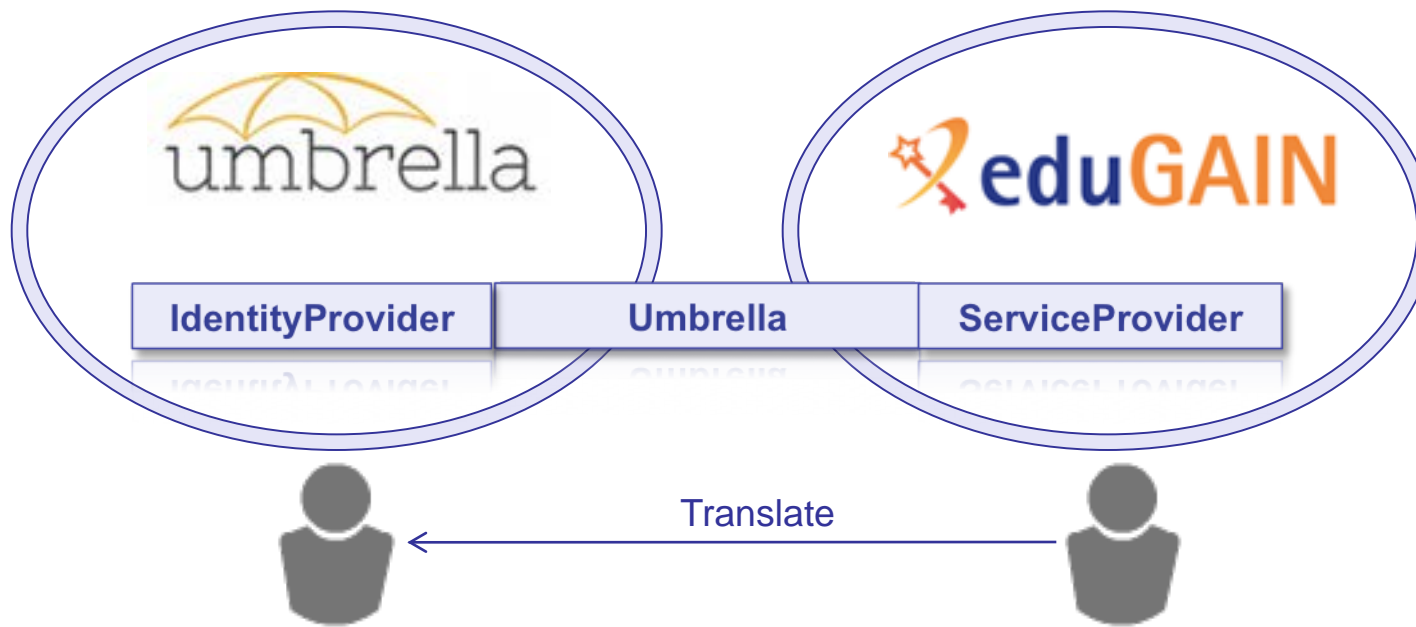 umbrella
eduGAIN
IdentityProvider
Umbrella
ServiceProvider
Translate